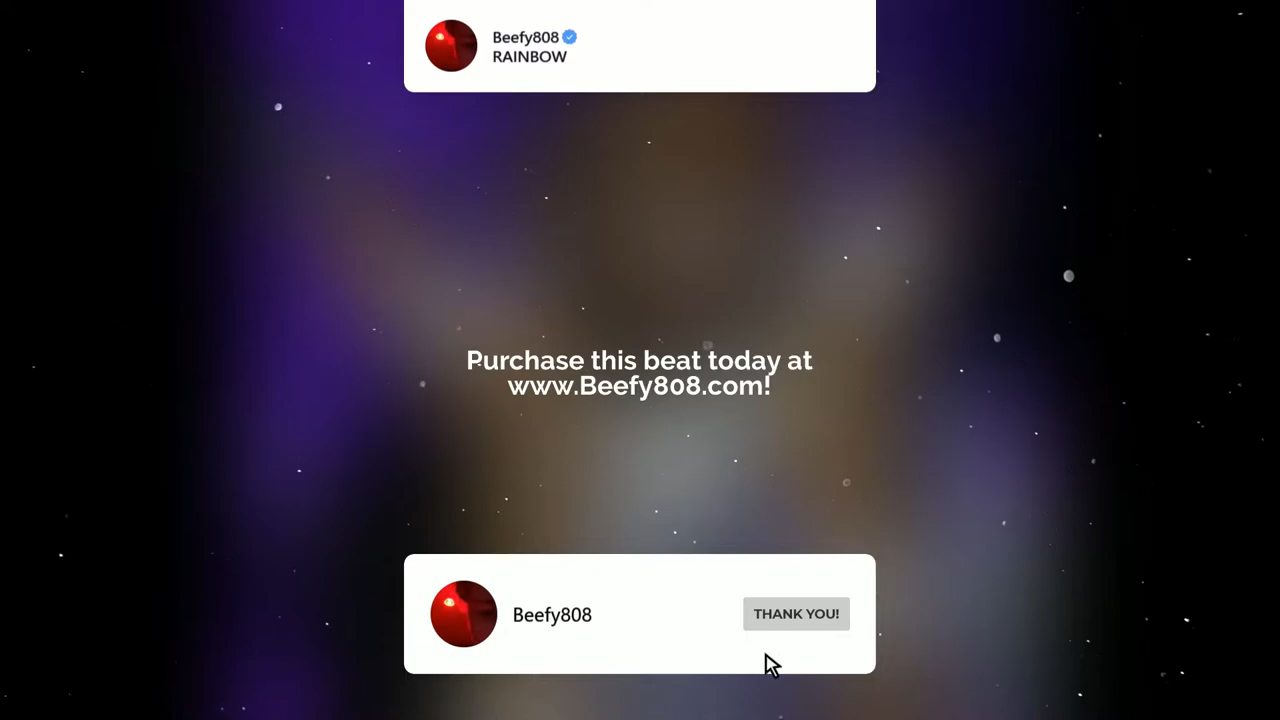 Beefy808
RAINBOW
Purchase this beat today at
www.Beefy808.com!
Beefy808
THANK YOU!